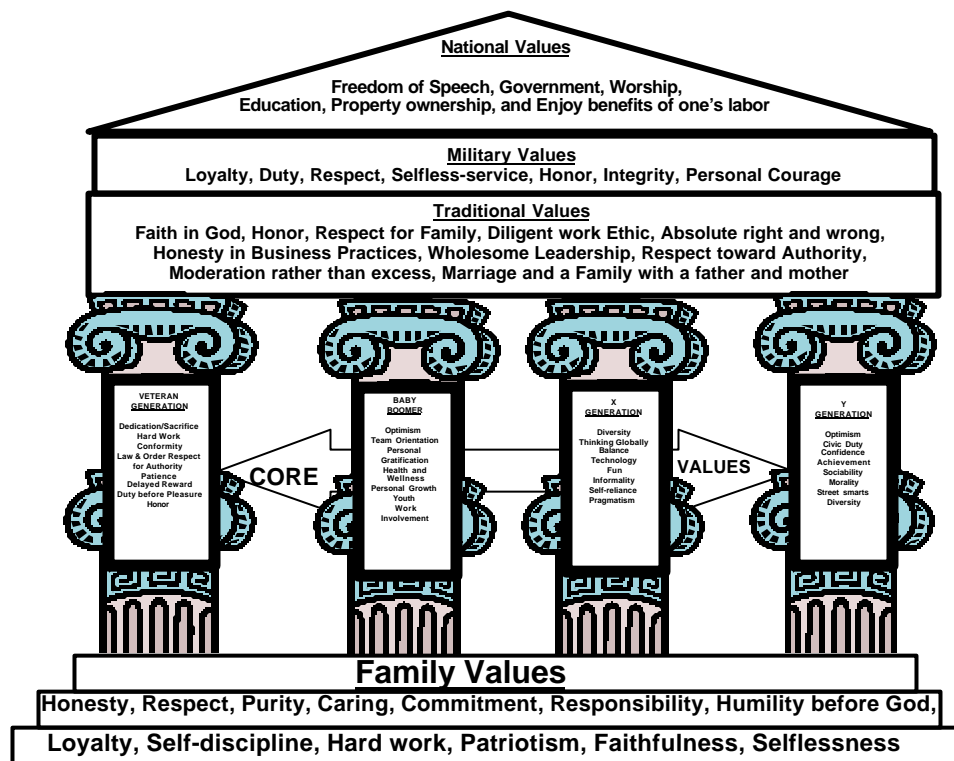 National Values
Freedom of Speech, Government, Worship,
Education, Property ownership, and Enjoy benefits of one's labor
Military Values
Loyalty, Duty, Respect, Selfless-service, Honor, Integrity, Personal Courage
Traditional Values
Faith in God, Honor, Respect for Family, Diligent work Ethic, Absolute right and wrong,
Honesty in Business Practices, Wholesome Leadership, Respect toward Authority,
Moderation rather than excess, Marriage and a Family with a father and mother
VETERAN
GENERATION
Dedication/Sacrifice
Hard Work
Conformity
Law & Order Respect
for Authority
Patience
Delayed Reward
Duty before Pleasure
Honor
CORE
BABY
BOOMER
Optimism
Team Orientation
Personal
Gratification
Health and
Wellness
Personal Growth
Youth
Work
Involvement
X
GENERATION
Diversity
Thinking Globally
Balance
Technology
Fun
Informality
Self-reliance
Pragmatism
VALUES
Y
GENERATION
Optimism
Civic Duty
Confidence
Achievement
Sociability
Morality
Street smarts
Diversity
Family Values
Honesty, Respect, Purity, Caring, Commitment, Responsibility, Humility before God,
Loyalty, Self-discipline, Hard work, Patriotism, Faithfulness, Selflessness